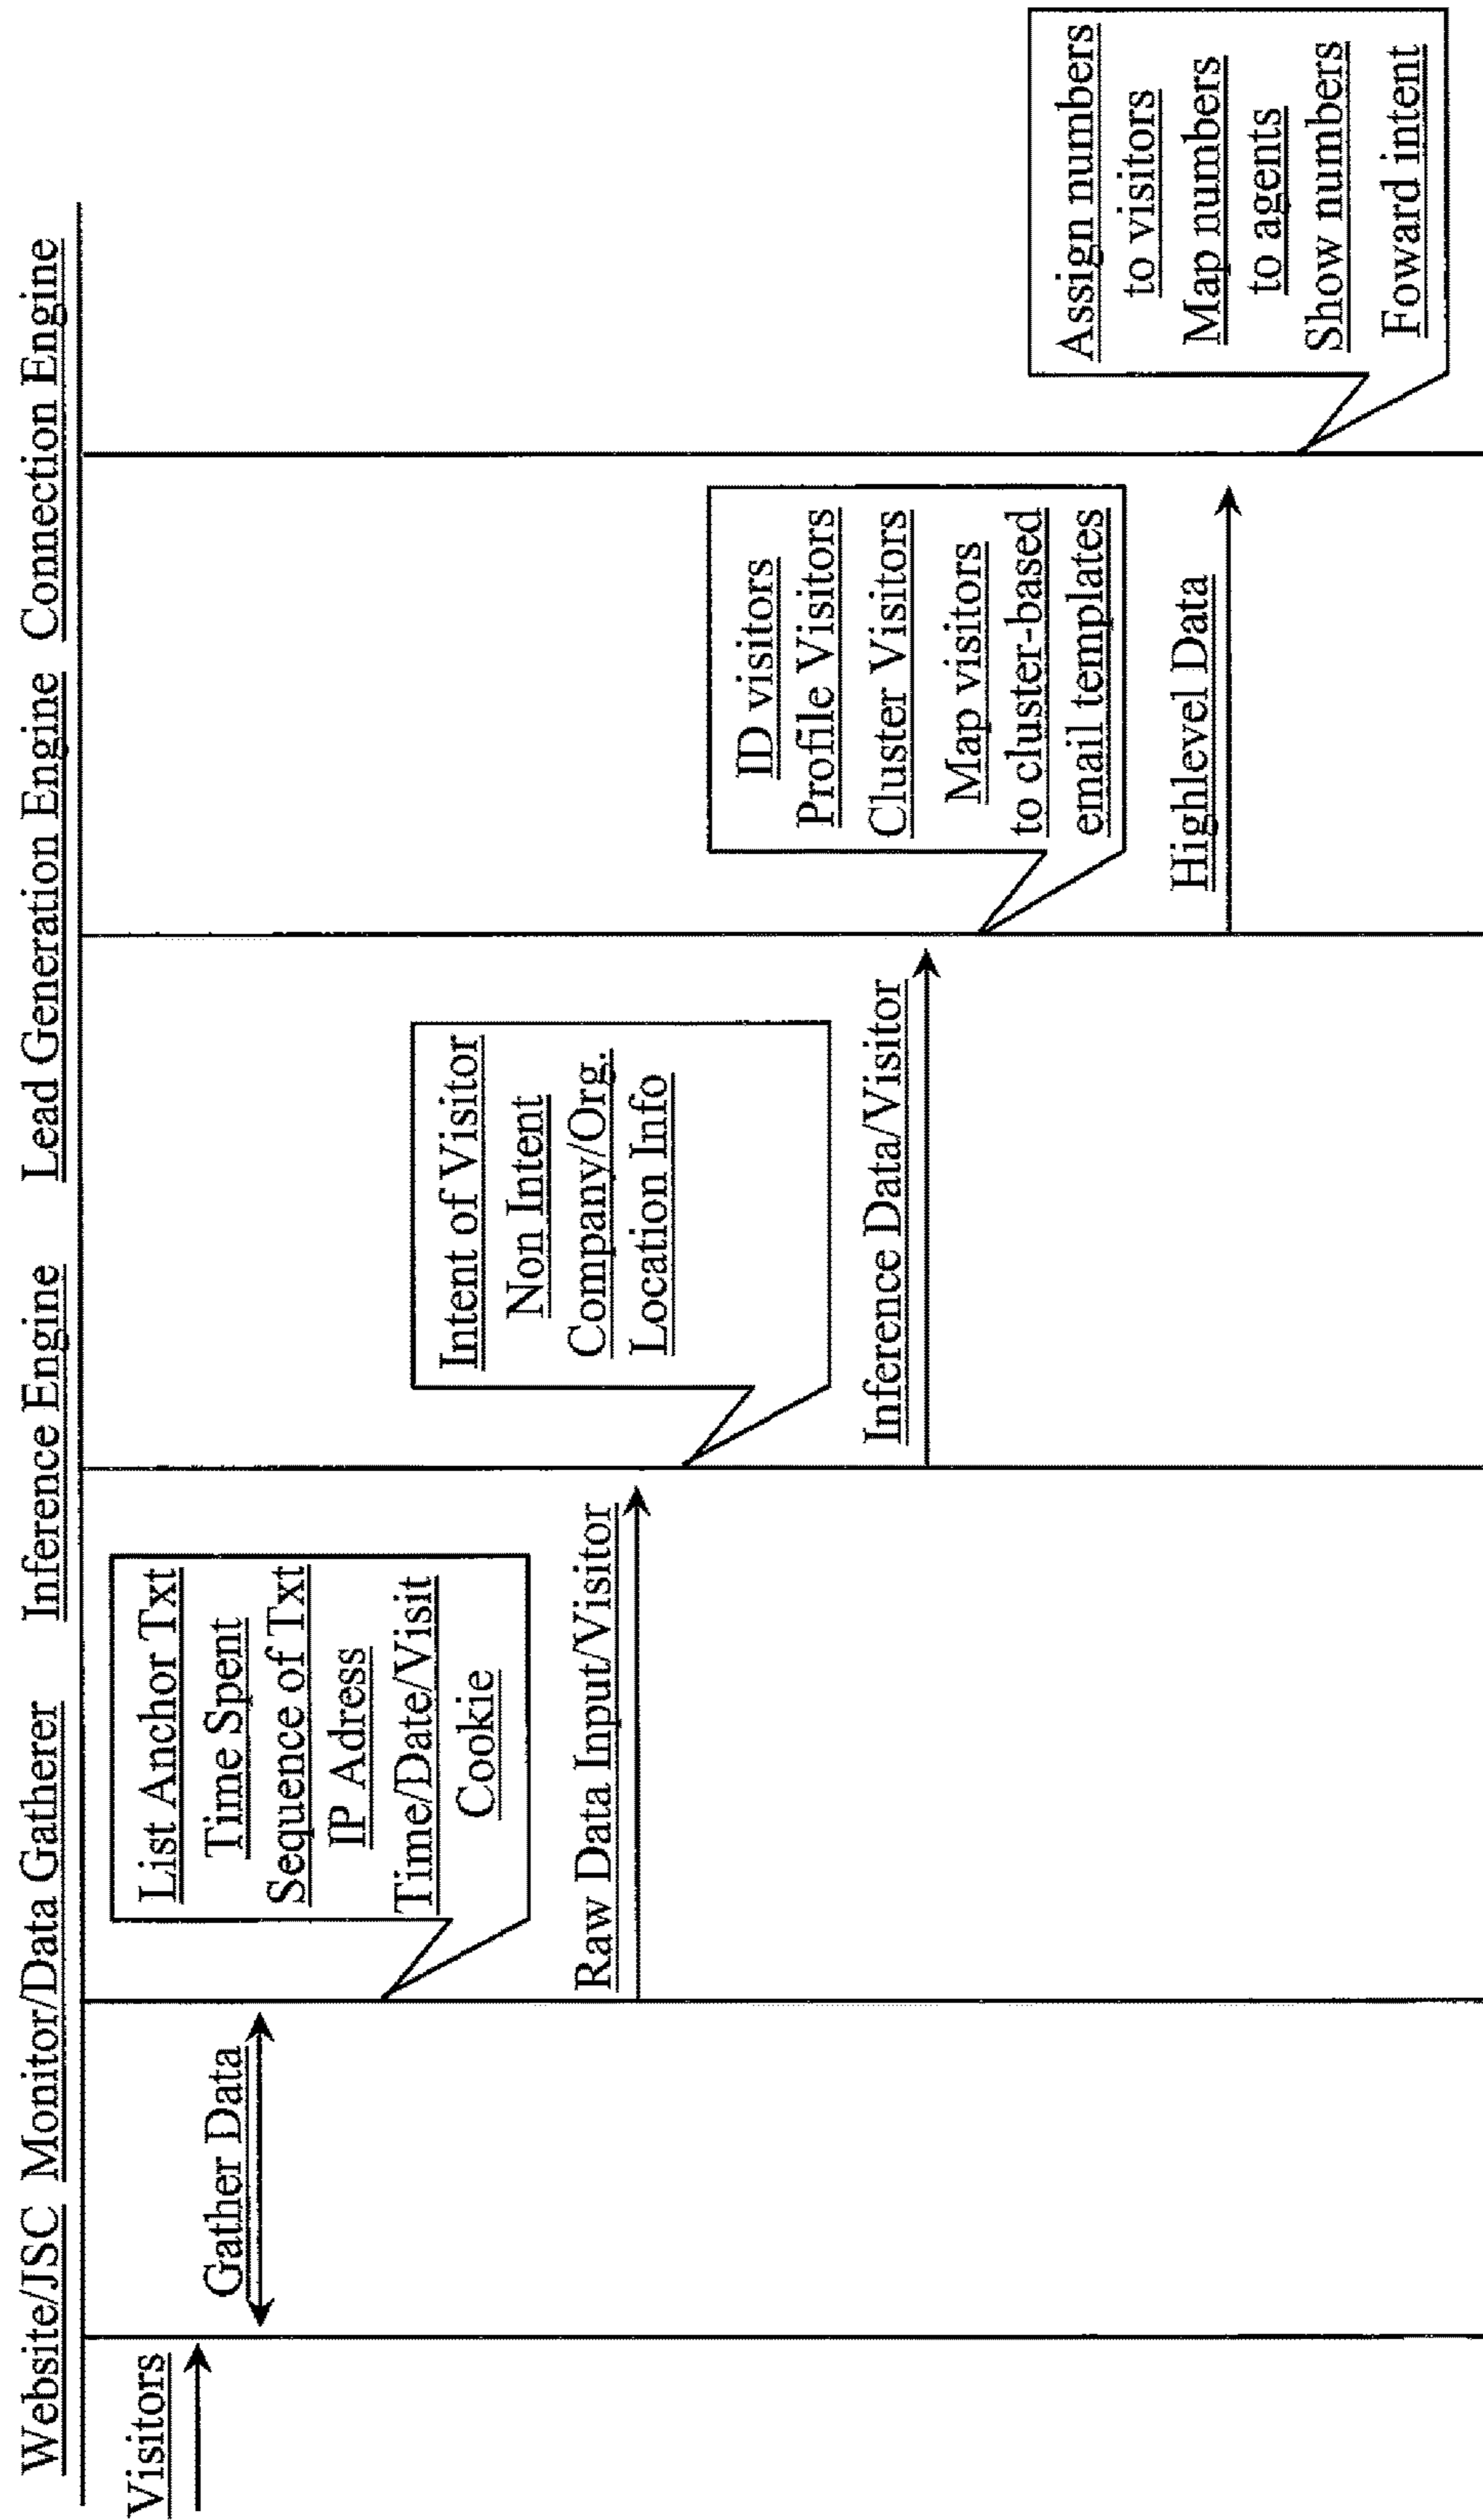 Website/JSC Monitor/Data Gatherer Inference Engine Lead Generation Engine Connection Engine
Visitors
Gather Data
List Anchor Txt
Time Spent
Sequence of Txt
IP Adress
Time/Date/Visit
Cookie
Raw Data Input/Visitor
Intent of Visitor
Non Intent
Company/Org.
Location Info
Inference Data/Visitor
ID visitors
Profile Visitors
Cluster Visitors
Map visitors
to cluster-based
email templates
Highlevel Data
Assign numbers
to visitors
Map numbers
to agents
Show numbers
Foward intent